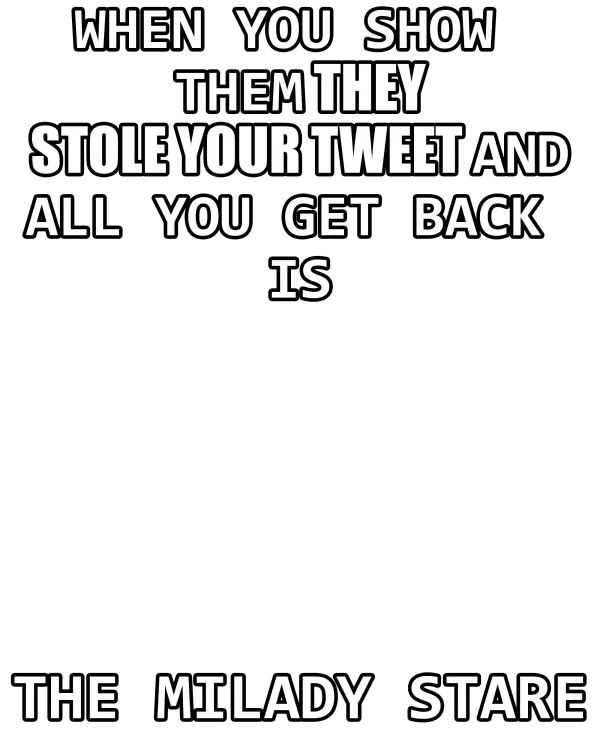 WHEN YOU SHOW
THEM THEY
STOLE YOUR TWEET AND
ALL YOU GET BACK
IS
THE MILADY STARE